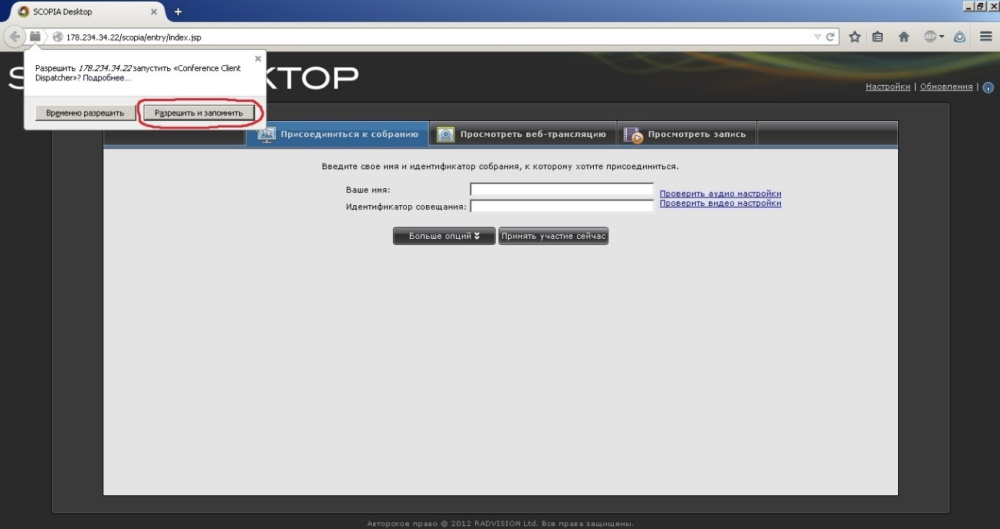 SCOPIA Desktop
178.234.34.22/scopia/entry/index.jsp
ABP
Разрешить 178.234.34.22 запустить «Conference Client
Dispatcher»? Подробнее...
Временно разрешить
Разрешить и запомнить
KTOP
Настройки | Обновления |
Присоединиться к собранию
Просмотреть веб-трансляцию
Просмотреть запись
Введите свое имя и идентификатор собрания, к которому хотите присоединиться.
Ваше имя:
Проверить аудио настройки
Идентификатор совещания:
Проверить видео настройки
Больше опций
Принять участие сейчас
Авторское право © 2012 RADVISION Ltd. Все права защищены.